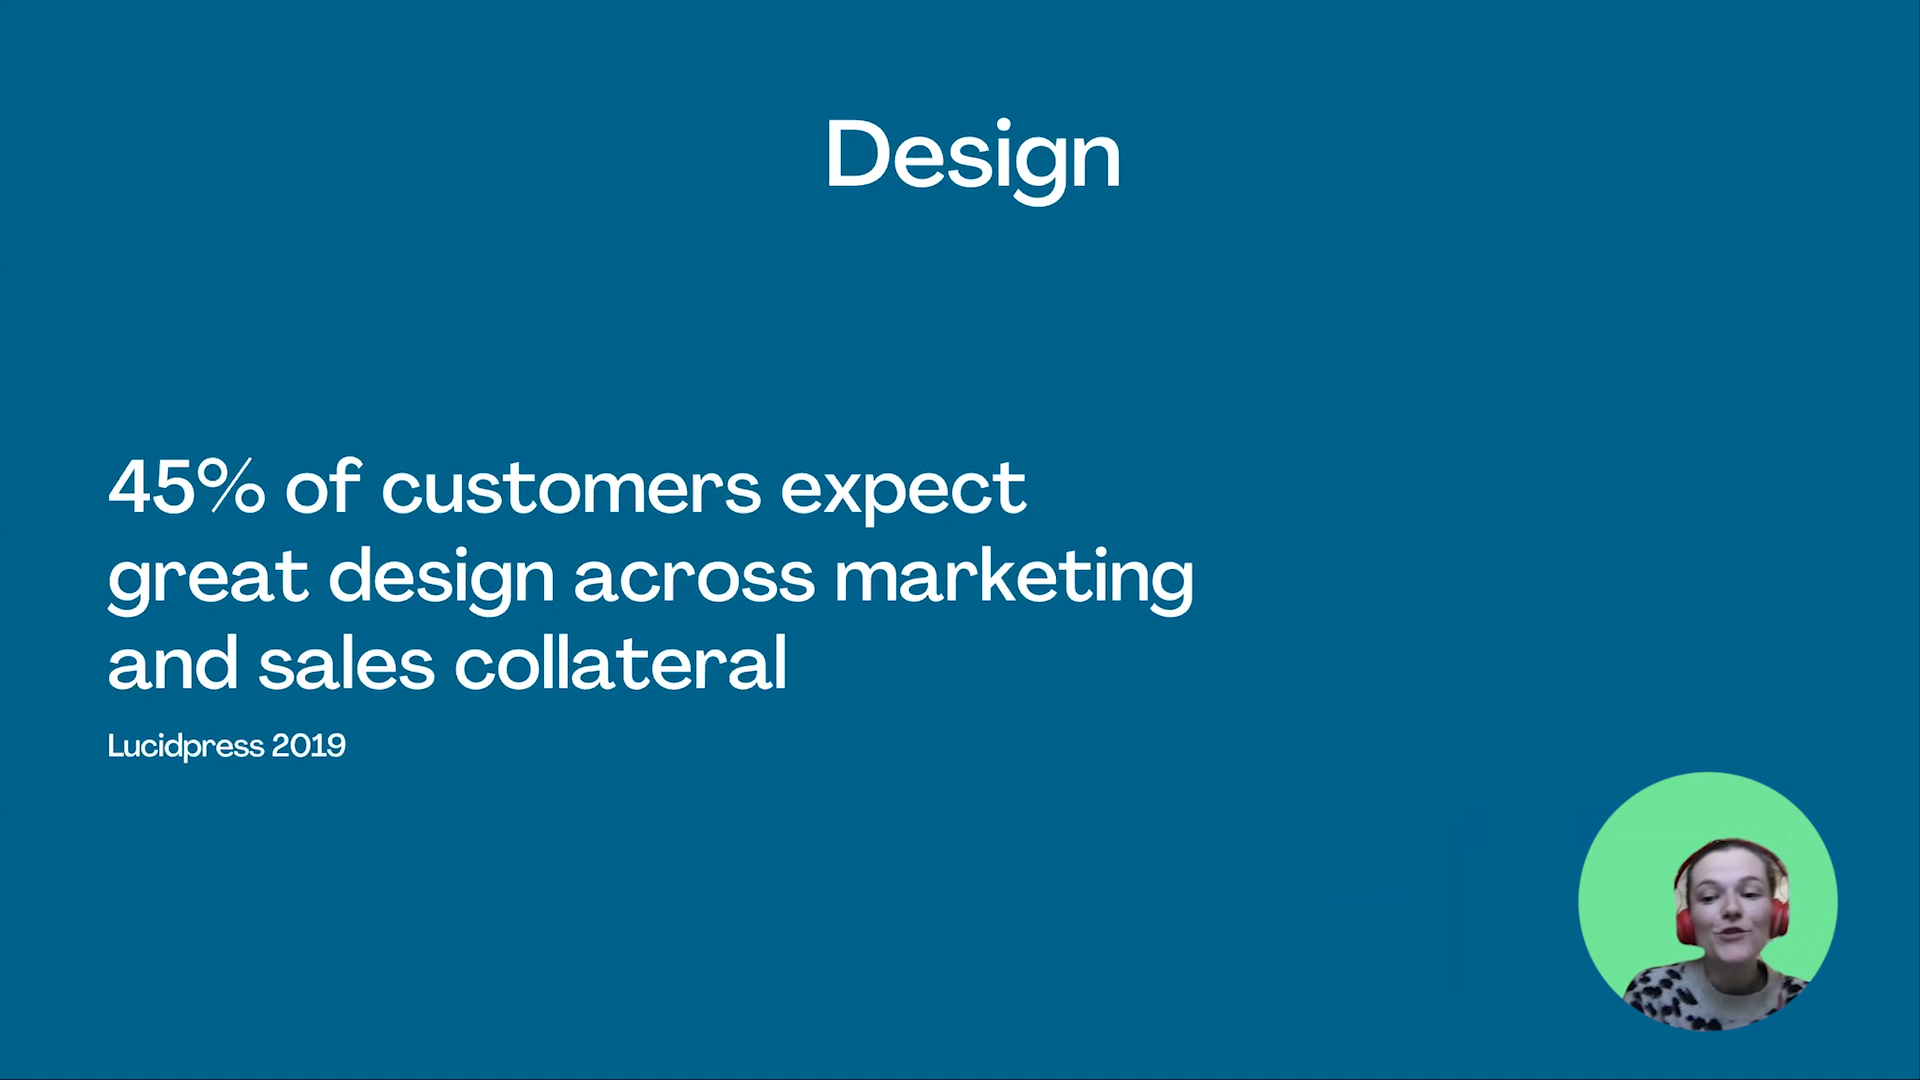 Design
45% of customers expect
great design across marketing
and sales collateral
Lucidpress 2019